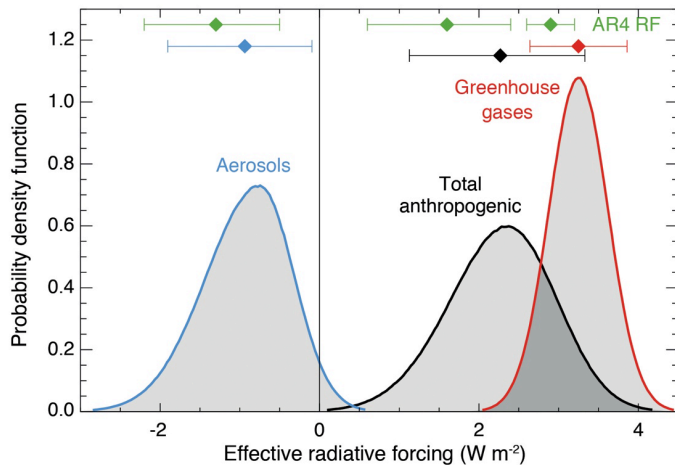 AR4 RF
Greenhouse
gases
Aerosols
Total
anthropogenic
Probability density function
1.2
1.0
0.8
0.6
0.4
0.2
0.0
-2
0
2
4
Effective radiative forcing (W m-2)